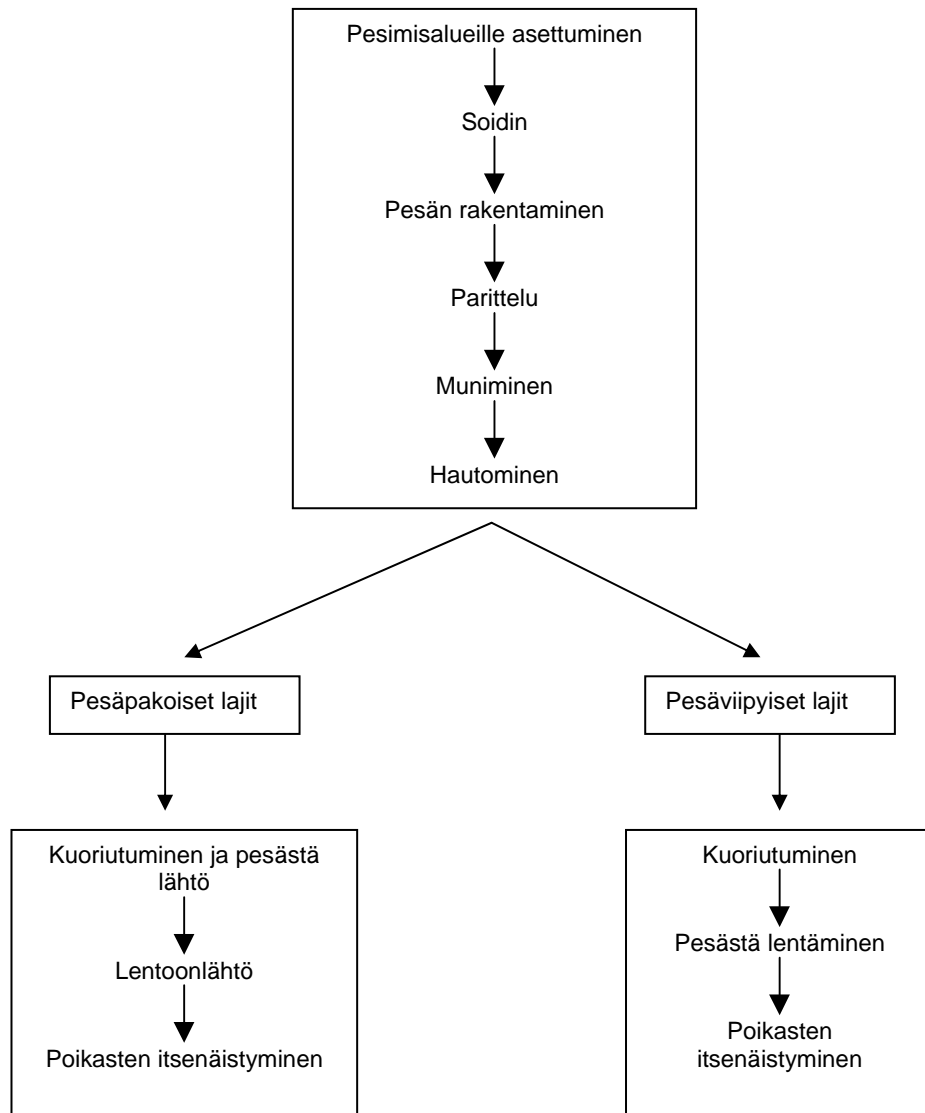 Pesimisalueille asettuminen
Soidin
Pesän rakentaminen
Parittelu
Muniminen
Hautominen
Pesäpakoiset lajit
Pesäviipyiset lajit
Kuoriutuminen ja pesästä
lähtö
Lentoonlähtö
Poikasten itsenäistyminen
Kuoriutuminen
Pesästä lentäminen
Poikasten
itsenäistyminen